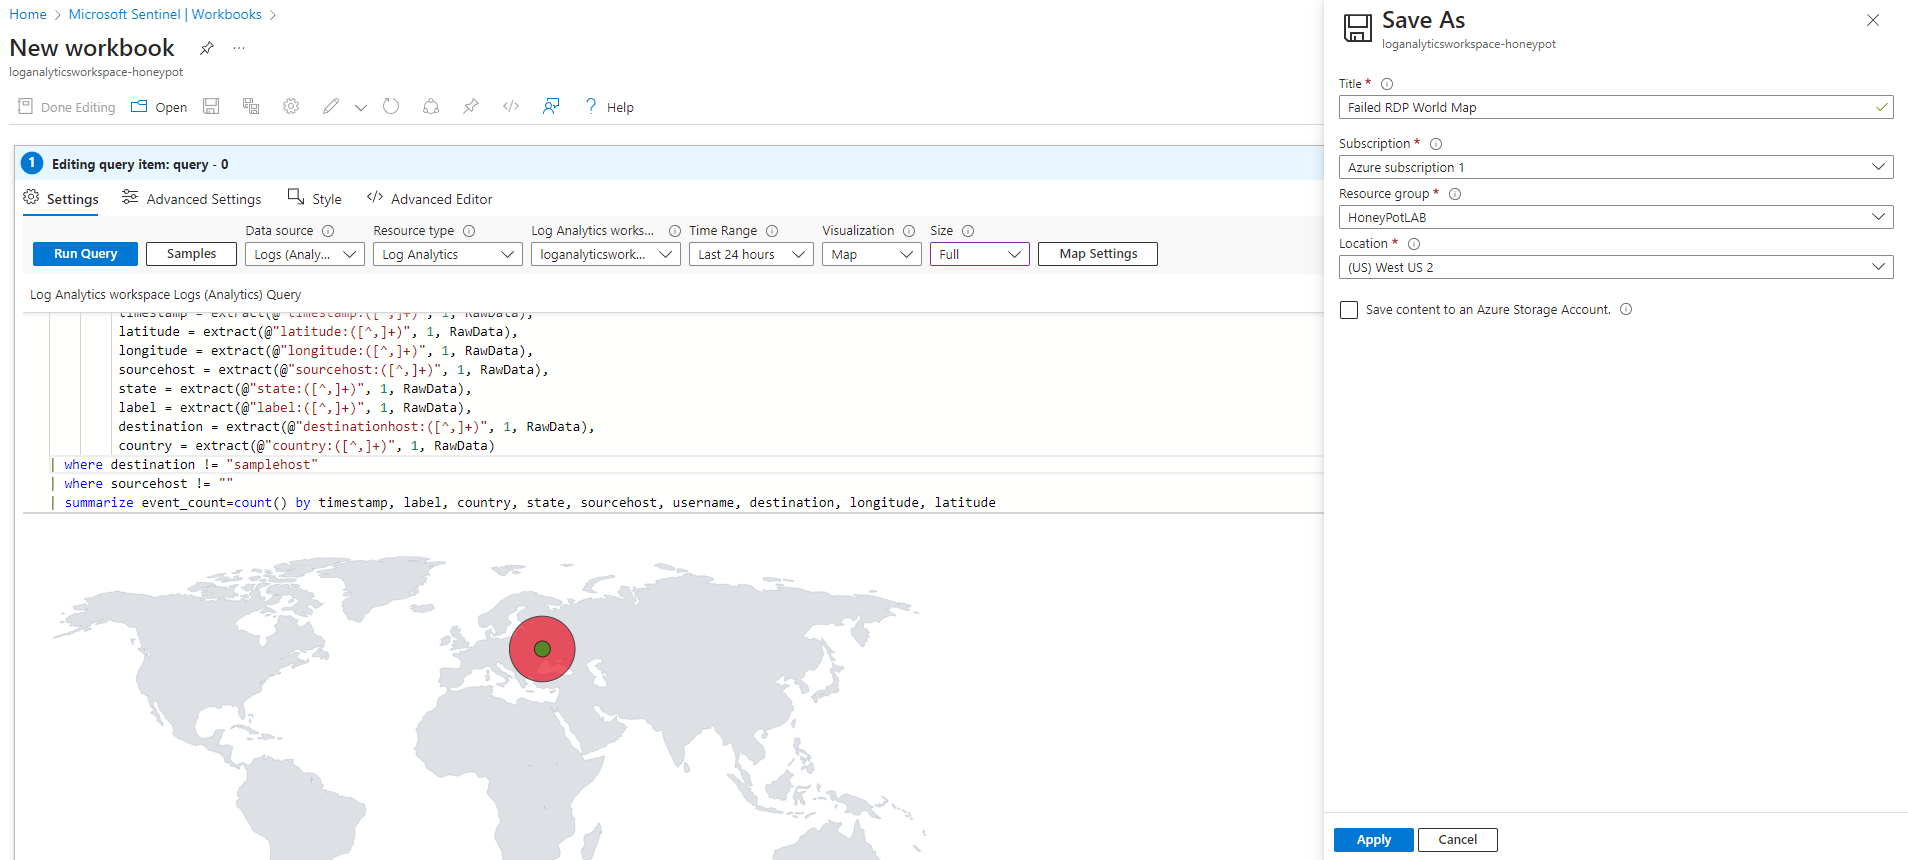 Home > Microsoft Sentinel | Workbooks >
New workbook
loganalyticsworkspace-honeypot
Done Editing Open Help
1 Editing query item: query - 0
Settings Advanced Settings Style Advanced Editor
Data source Resource type Log Analytics works... Time Range Visualization Size
Run Query Samples Logs (Analy... Log Analytics loganalyticswork... Last 24 hours Map Full Map Settings
Log Analytics workspace Logs (Analytics) Query
timestamp = extract(@"timestamp:([^,]+)", 1, RawData),
latitude = extract(@"latitude:([^,]+)", 1, RawData),
longitude = extract(@"longitude:([^,]+)", 1, RawData),
sourcehost = extract(@"sourcehost:([^,]+)", 1, RawData),
state = extract(@"state:([^,]+)", 1, RawData),
label = extract(@"label:([^,]+)", 1, RawData),
destination = extract(@"destinationhost:([^,]+)", 1, RawData),
country = extract(@"country:([^,]+)", 1, RawData)
| where destination != "samplehost"
| where sourcehost != ""
| summarize event_count=count() by timestamp, label, country, state, sourcehost, username, destination, longitude, latitude
Save As
loganalyticsworkspace-honeypot
Title *
Failed RDP World Map
Subscription *
Azure subscription 1
Resource group *
HoneyPotLAB
Location *
(US) West US 2
Save content to an Azure Storage Account.
Apply Cancel